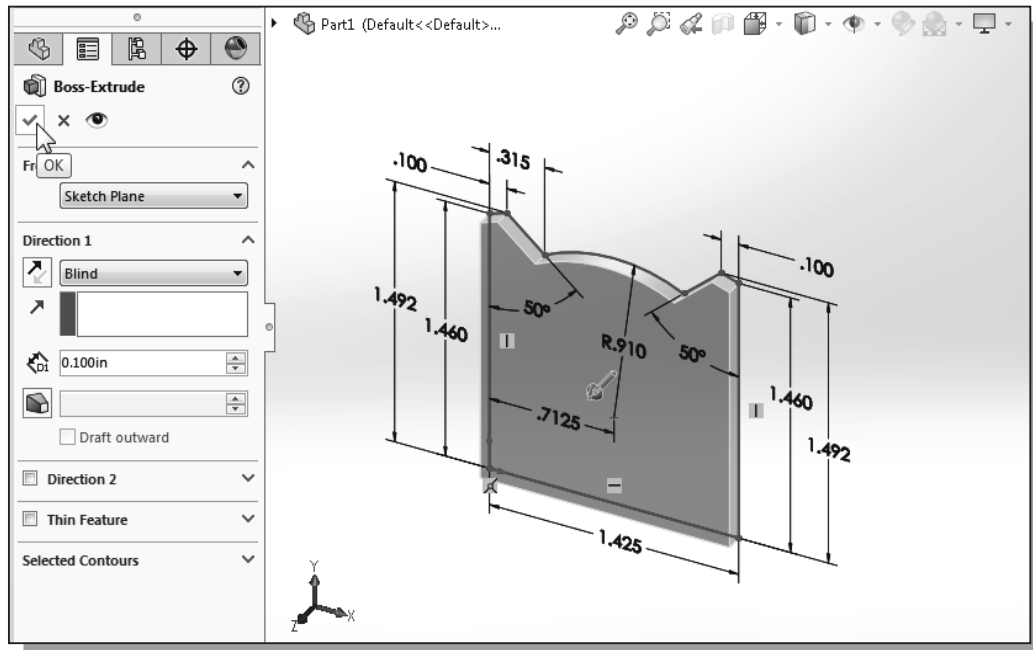 Part1 (Default<<Default>...
Boss-Extrude
OK
Sketch Plane
Direction 1
Blind
D1
0.100in
Draft outward
Direction 2
Thin Feature
Selected Contours
.100
.315
.100
1.492
1.460
50°
R.910
50°
.7125
1.460
1.492
1.425
Y
X
Z